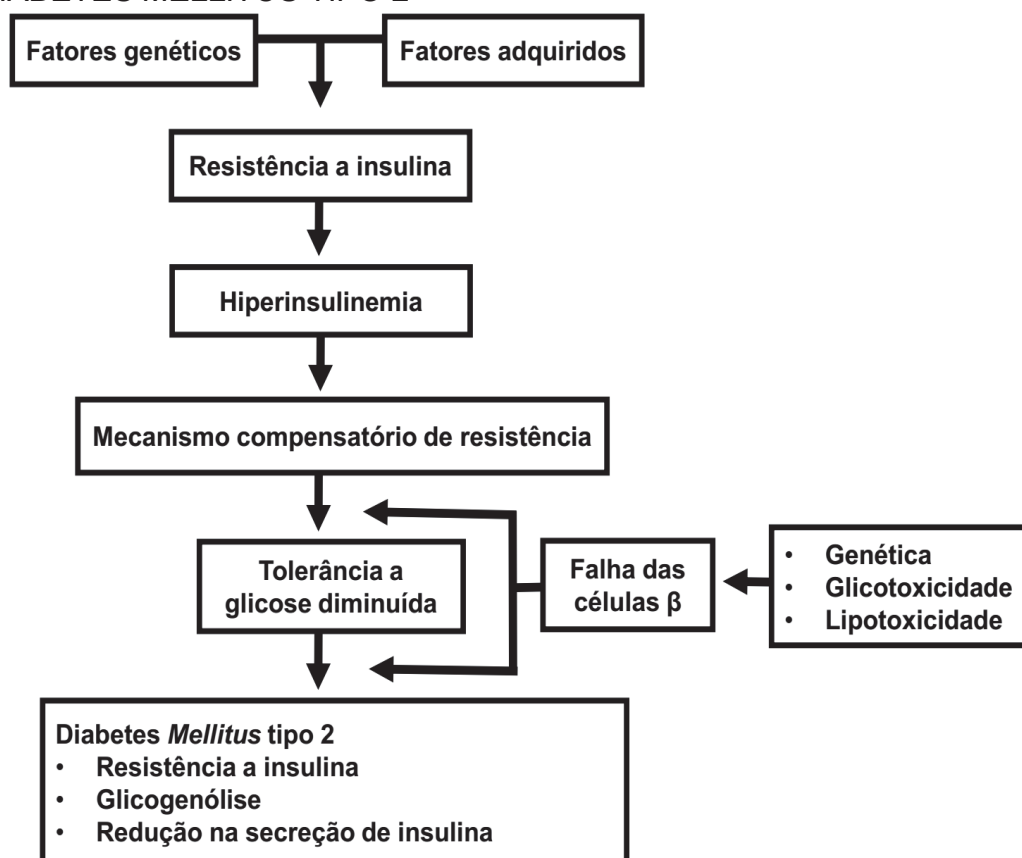 Fatores genéticos
Fatores adquiridos
Resistência a insulina
Hiperinsulinemia
Mecanismo compensatório de resistência
Tolerância a
glicose diminuída
Falha das
células β
• Genética
• Glicotoxicidade
• Lipotoxicidade
Diabetes Mellitus tipo 2
• Resistência a insulina
• Glicogenólise
• Redução na secreção de insulina